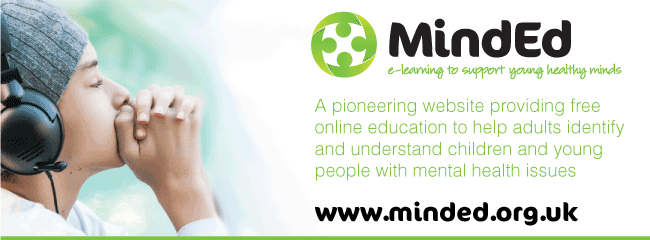 MindEd
e-learning to support young healthy minds
A pioneering website providing free
online education to help adults identify
and understand children and young
people with mental health issues
www.minded.org.uk